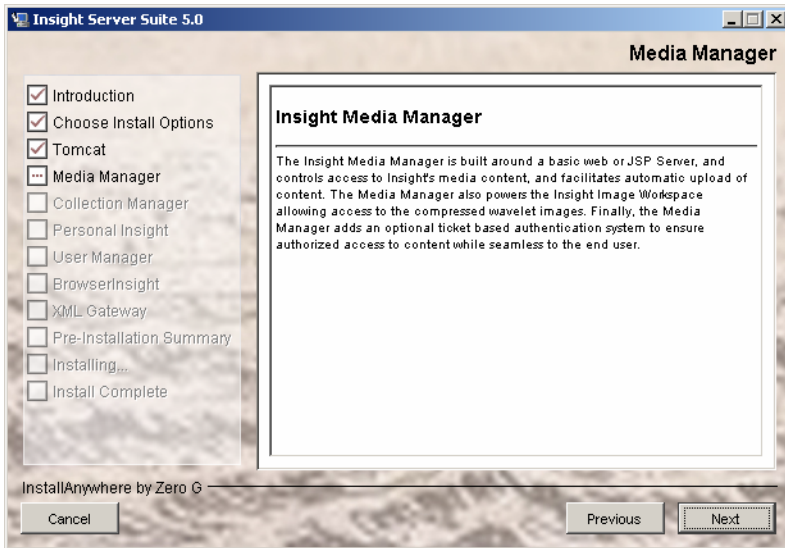 Insight Server Suite 5.0
Media Manager
Introduction
Choose Install Options
Tomcat
Media Manager
Collection Manager
Personal Insight
User Manager
BrowserInsight
XML Gateway
Pre-Installation Summary
Installing...
Install Complete
Insight Media Manager
The Insight Media Manager is built around a basic web or JSP Server, and
controls access to Insight's media content, and facilitates automatic upload of
content. The Media Manager also powers the Insight Image Workspace
allowing access to the compressed wavelet images. Finally, the Media
Manager adds an optional ticket based authentication system to ensure
authorized access to content while seamless to the end user.
InstallAnywhere by Zero G
Cancel
Previous
Next